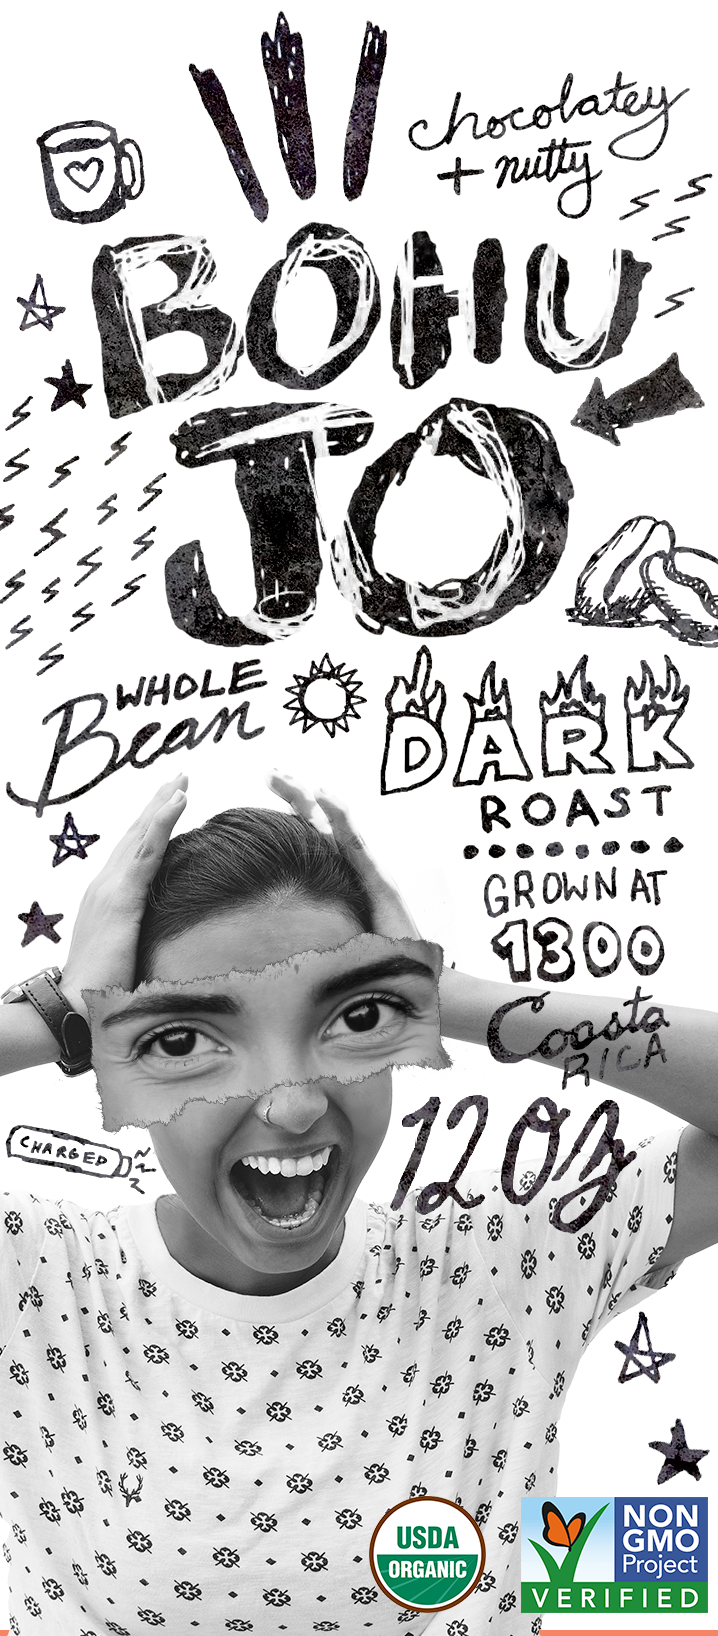 chocolatey
+ nutty
BOHU
JO
WHOLE
Bean
DARK
ROAST
GROWN AT
1300
Coasta
RICA
12 oz
CHARGED
USDA
ORGANIC
NON
GMO
Project
VERIFIED